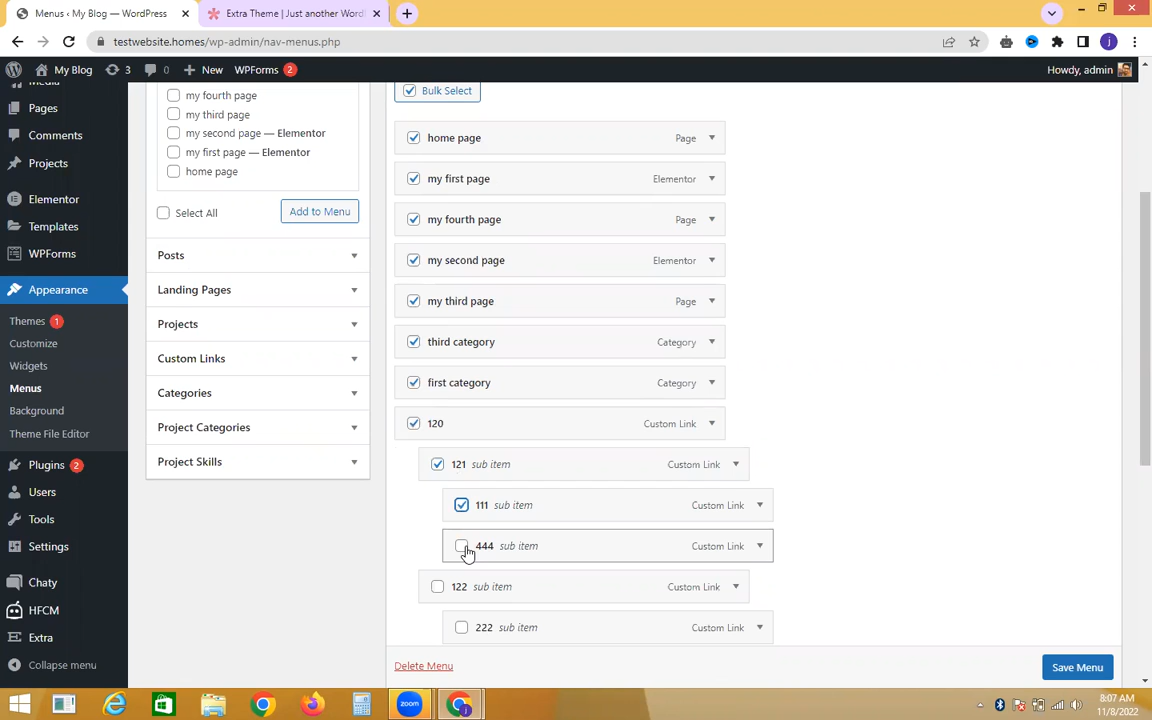 Menus ‹ My Blog — WordPress
Extra Theme | Just another Word
testwebsite.homes/wp-admin/nav-menus.php
j
My Blog
3
1
New
WPForms 2
Howdy, admin
Pages
Comments
Projects
Elementor
Templates
WPForms
Appearance
Themes 1
Customize
Widgets
Menus
Background
Theme File Editor
Plugins 2
Users
Tools
Settings
Chaty
HFCM
Extra
Collapse menu
my fourth page
my third page
my second page — Elementor
my first page — Elementor
home page
Select All
Add to Menu
Posts
Landing Pages
Projects
Custom Links
Categories
Project Categories
Project Skills
Bulk Select
home page Page
my first page Elementor
my fourth page Page
my second page Elementor
my third page Page
third category Category
first category Category
120 Custom Link
121 sub item Custom Link
111 sub item Custom Link
444 sub item Custom Link
122 sub item Custom Link
222 sub item Custom Link
Delete Menu
Save Menu
zoom
8:07 AM
11/8/2022